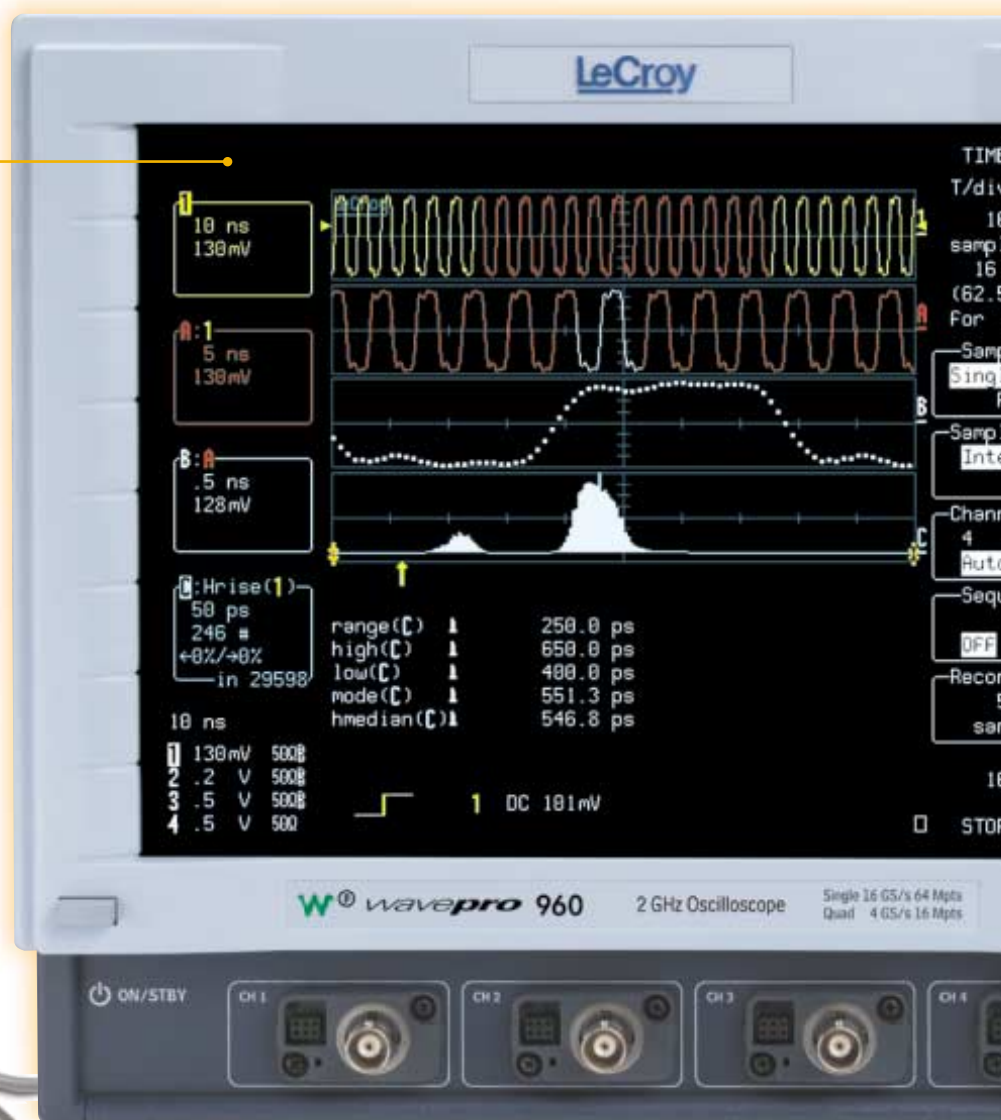 LeCroy
1
10 ns
130mV
A:1
5 ns
130mV
B:A
.5 ns
128mV
C:Hrise(1)
50 ps
246 #
←0%/→0%
in 29598
10 ns
1 130mV 50Ω
2 .2 V 50Ω
3 .5 V 50Ω
4 .5 V 50Ω
LeCroy
1
A
B
C
range(C) 250.0 ps
high(C) 650.0 ps
low(C) 400.0 ps
mode(C) 551.3 ps
hmedian(C) 546.8 ps
1 DC 101mV
TIME
T/div
samp
16
(62.5
For
Samp
Singl
Sampl
Inte
Chann
4
Auto
Sequ
OFF
Recor
sam
STOP
wavepro 960
2 GHz Oscilloscope
Single 16 GS/s 64 Mpts
Quad 4 GS/s 16 Mpts
ON/STBY
CH 1
CH 2
CH 3
CH 4